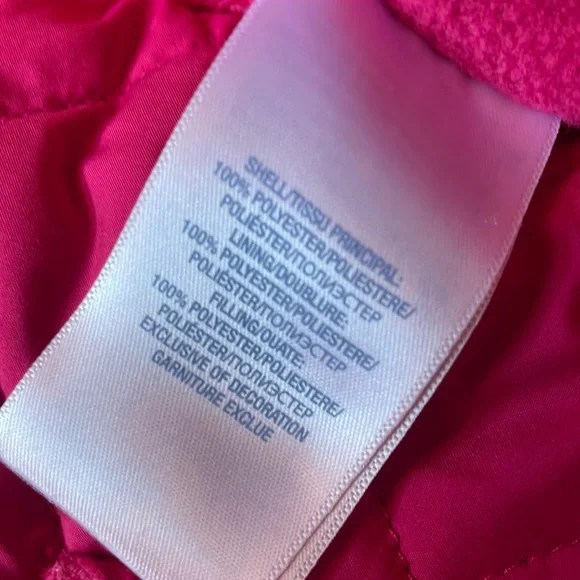 SHELL/TISSU PRINCIPAL:
100% POLYESTER/POLIESTERE/
POLIÉSTER/ПОЛИЭСТЕР
LINING/DOUBLURE:
100% POLYESTER/POLIESTERE/
POLIÉSTER/ПОЛИЭСТЕР
FILLING/OUATE:
100% POLYESTER/POLIESTERE/
POLIÉSTER/ПОЛИЭСТЕР
EXCLUSIVE OF DECORATION
GARNITURE EXCLUE